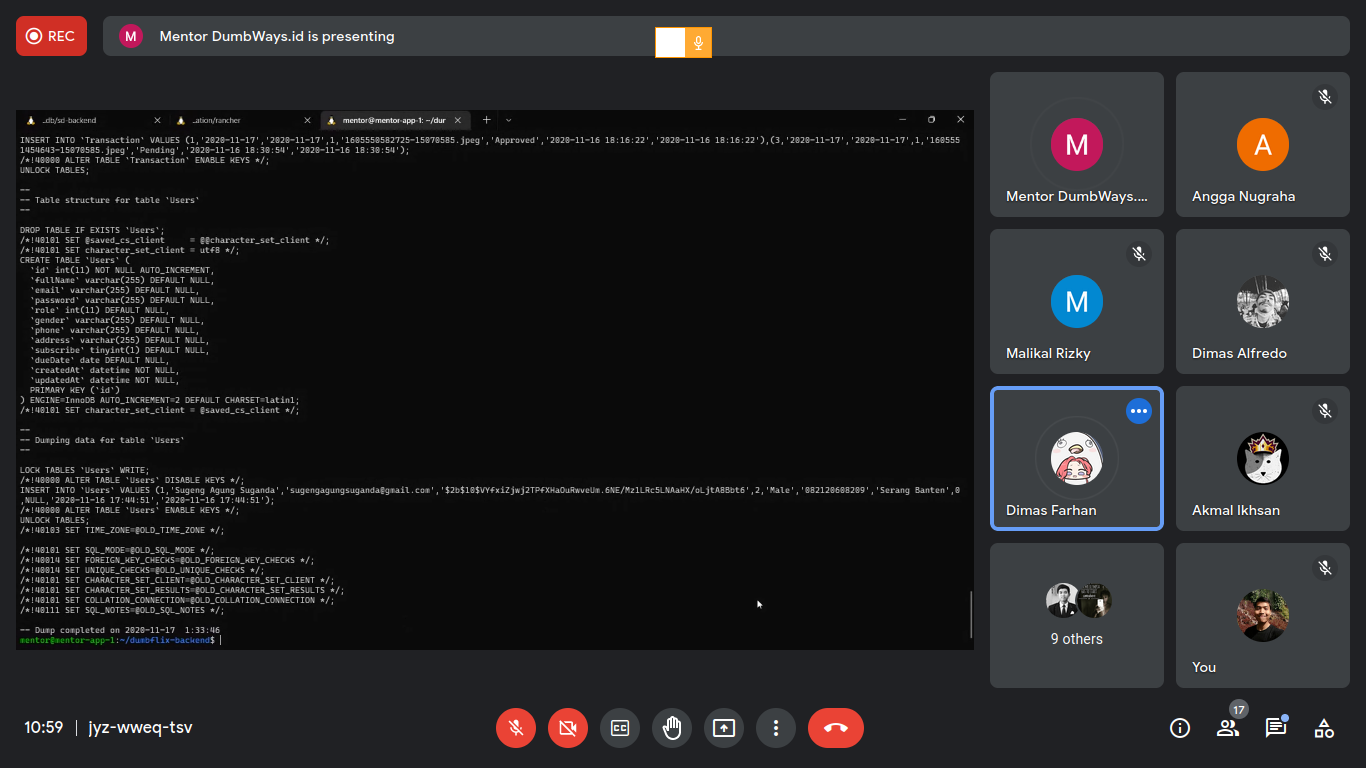 REC
M
Mentor DumbWays.id is presenting
..db/sd-backend
..ation/rancher
mentor@mentor-app-1: ~/dur
INSERT INTO `Transaction` VALUES (1,'2020-11-17','2020-11-17',1,'1605550582725-15070585.jpeg','Approved','2020-11-16 18:16:22','2020-11-16 18:16:22'),(3,'2020-11-17','2020-11-17',1,'160555
1454643-15070585.jpeg','Pending','2020-11-16 18:30:54','2020-11-16 18:30:54');
/*!40000 ALTER TABLE `Transaction` ENABLE KEYS */;
UNLOCK TABLES;
--
-- Table structure for table `Users`
--
DROP TABLE IF EXISTS `Users`;
/*!40101 SET @saved_cs_client     = @@character_set_client */;
/*!40101 SET character_set_client = utf8 */;
CREATE TABLE `Users` (
`id` int(11) NOT NULL AUTO_INCREMENT,
`fullName` varchar(255) DEFAULT NULL,
`email` varchar(255) DEFAULT NULL,
`password` varchar(255) DEFAULT NULL,
`role` int(11) DEFAULT NULL,
`gender` varchar(255) DEFAULT NULL,
`phone` varchar(255) DEFAULT NULL,
`address` varchar(255) DEFAULT NULL,
`subscribe` tinyint(1) DEFAULT NULL,
`dueDate` date DEFAULT NULL,
`createdAt` datetime NOT NULL,
`updatedAt` datetime NOT NULL,
PRIMARY KEY (`id`)
) ENGINE=InnoDB AUTO_INCREMENT=2 DEFAULT CHARSET=latin1;
/*!40101 SET character_set_client = @saved_cs_client */;
--
-- Dumping data for table `Users`
--
LOCK TABLES `Users` WRITE;
/*!40000 ALTER TABLE `Users` DISABLE KEYS */;
INSERT INTO `Users` VALUES (1,'Sugeng Agung Suganda','sugengagungsuganda@gmail.com','$2b$10$VYfxiZjwj2TPfXHaOuRwveUm.6NE/Mz1LRc5LNAaHX/oLjtA8Bbt6',2,'Male','082120608209','Serang Banten',0
,NULL,'2020-11-16 17:44:51','2020-11-16 17:44:51');
/*!40000 ALTER TABLE `Users` ENABLE KEYS */;
UNLOCK TABLES;
/*!40103 SET TIME_ZONE=@OLD_TIME_ZONE */;
/*!40101 SET SQL_MODE=@OLD_SQL_MODE */;
/*!40014 SET FOREIGN_KEY_CHECKS=@OLD_FOREIGN_KEY_CHECKS */;
/*!40014 SET UNIQUE_CHECKS=@OLD_UNIQUE_CHECKS */;
/*!40101 SET CHARACTER_SET_CLIENT=@OLD_CHARACTER_SET_CLIENT */;
/*!40101 SET CHARACTER_SET_RESULTS=@OLD_CHARACTER_SET_RESULTS */;
/*!40101 SET COLLATION_CONNECTION=@OLD_COLLATION_CONNECTION */;
/*!40111 SET SQL_NOTES=@OLD_SQL_NOTES */;
-- Dump completed on 2020-11-17  1:33:46
mentor@mentor-app-1:~/dumbflix-backend$
M
Mentor DumbWays....
A
Angga Nugraha
M
Malikal Rizky
Dimas Alfredo
Dimas Farhan
Akmal Ikhsan
9 others
You
10:59
jyz-wweq-tsv
CC
17